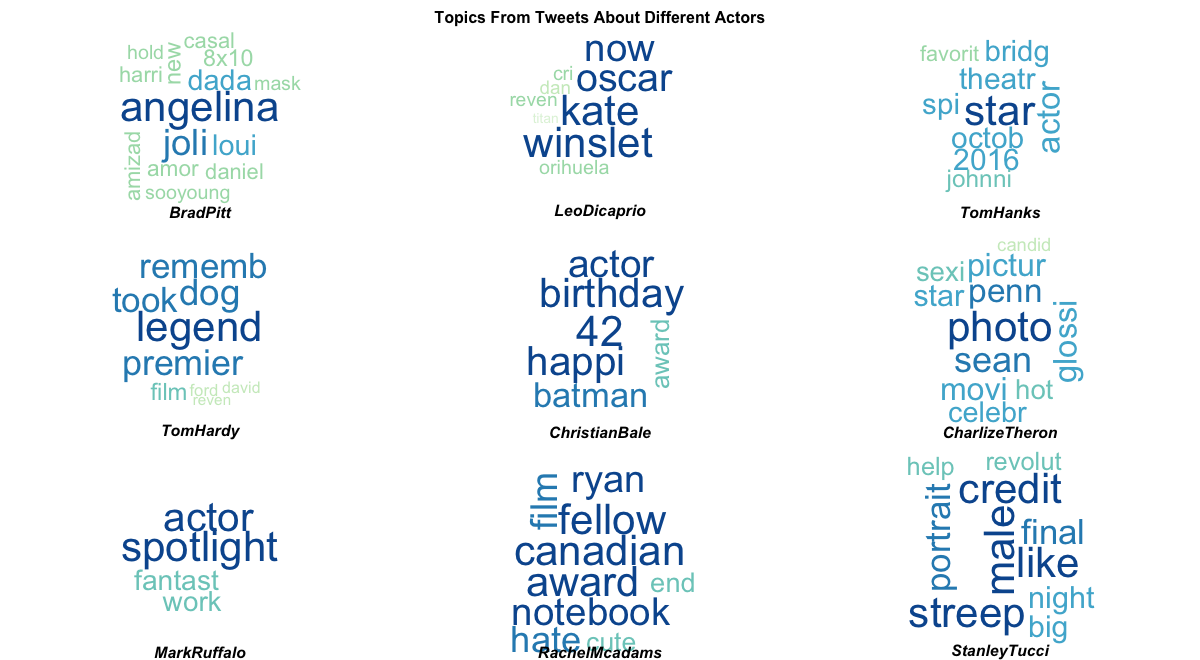 Topics From Tweets About Different Actors
casal
hold
new
8x10
harri
dada
mask
angelina
joli
loui
amizad
amor
daniel
sooyoung
BradPitt
now
cri
oscar
dan
reven
kate
titan
winslet
orihuela
LeoDicaprio
favorit
bridg
theatr
spi
star
actor
octob
2016
johnni
TomHanks
rememb
took
dog
legend
premier
film
ford
david
reven
TomHardy
actor
birthday
42
award
happi
batman
ChristianBale
candid
sexi
pictur
star
penn
photo
glossi
sean
movi
hot
celebr
CharlizeTheron
actor
spotlight
fantast
work
MarkRuffalo
film
ryan
fellow
canadian
award
end
notebook
hate
cute
RachelMcadams
help
revolut
credit
portrait
male
final
like
streep
night
big
StanleyTucci